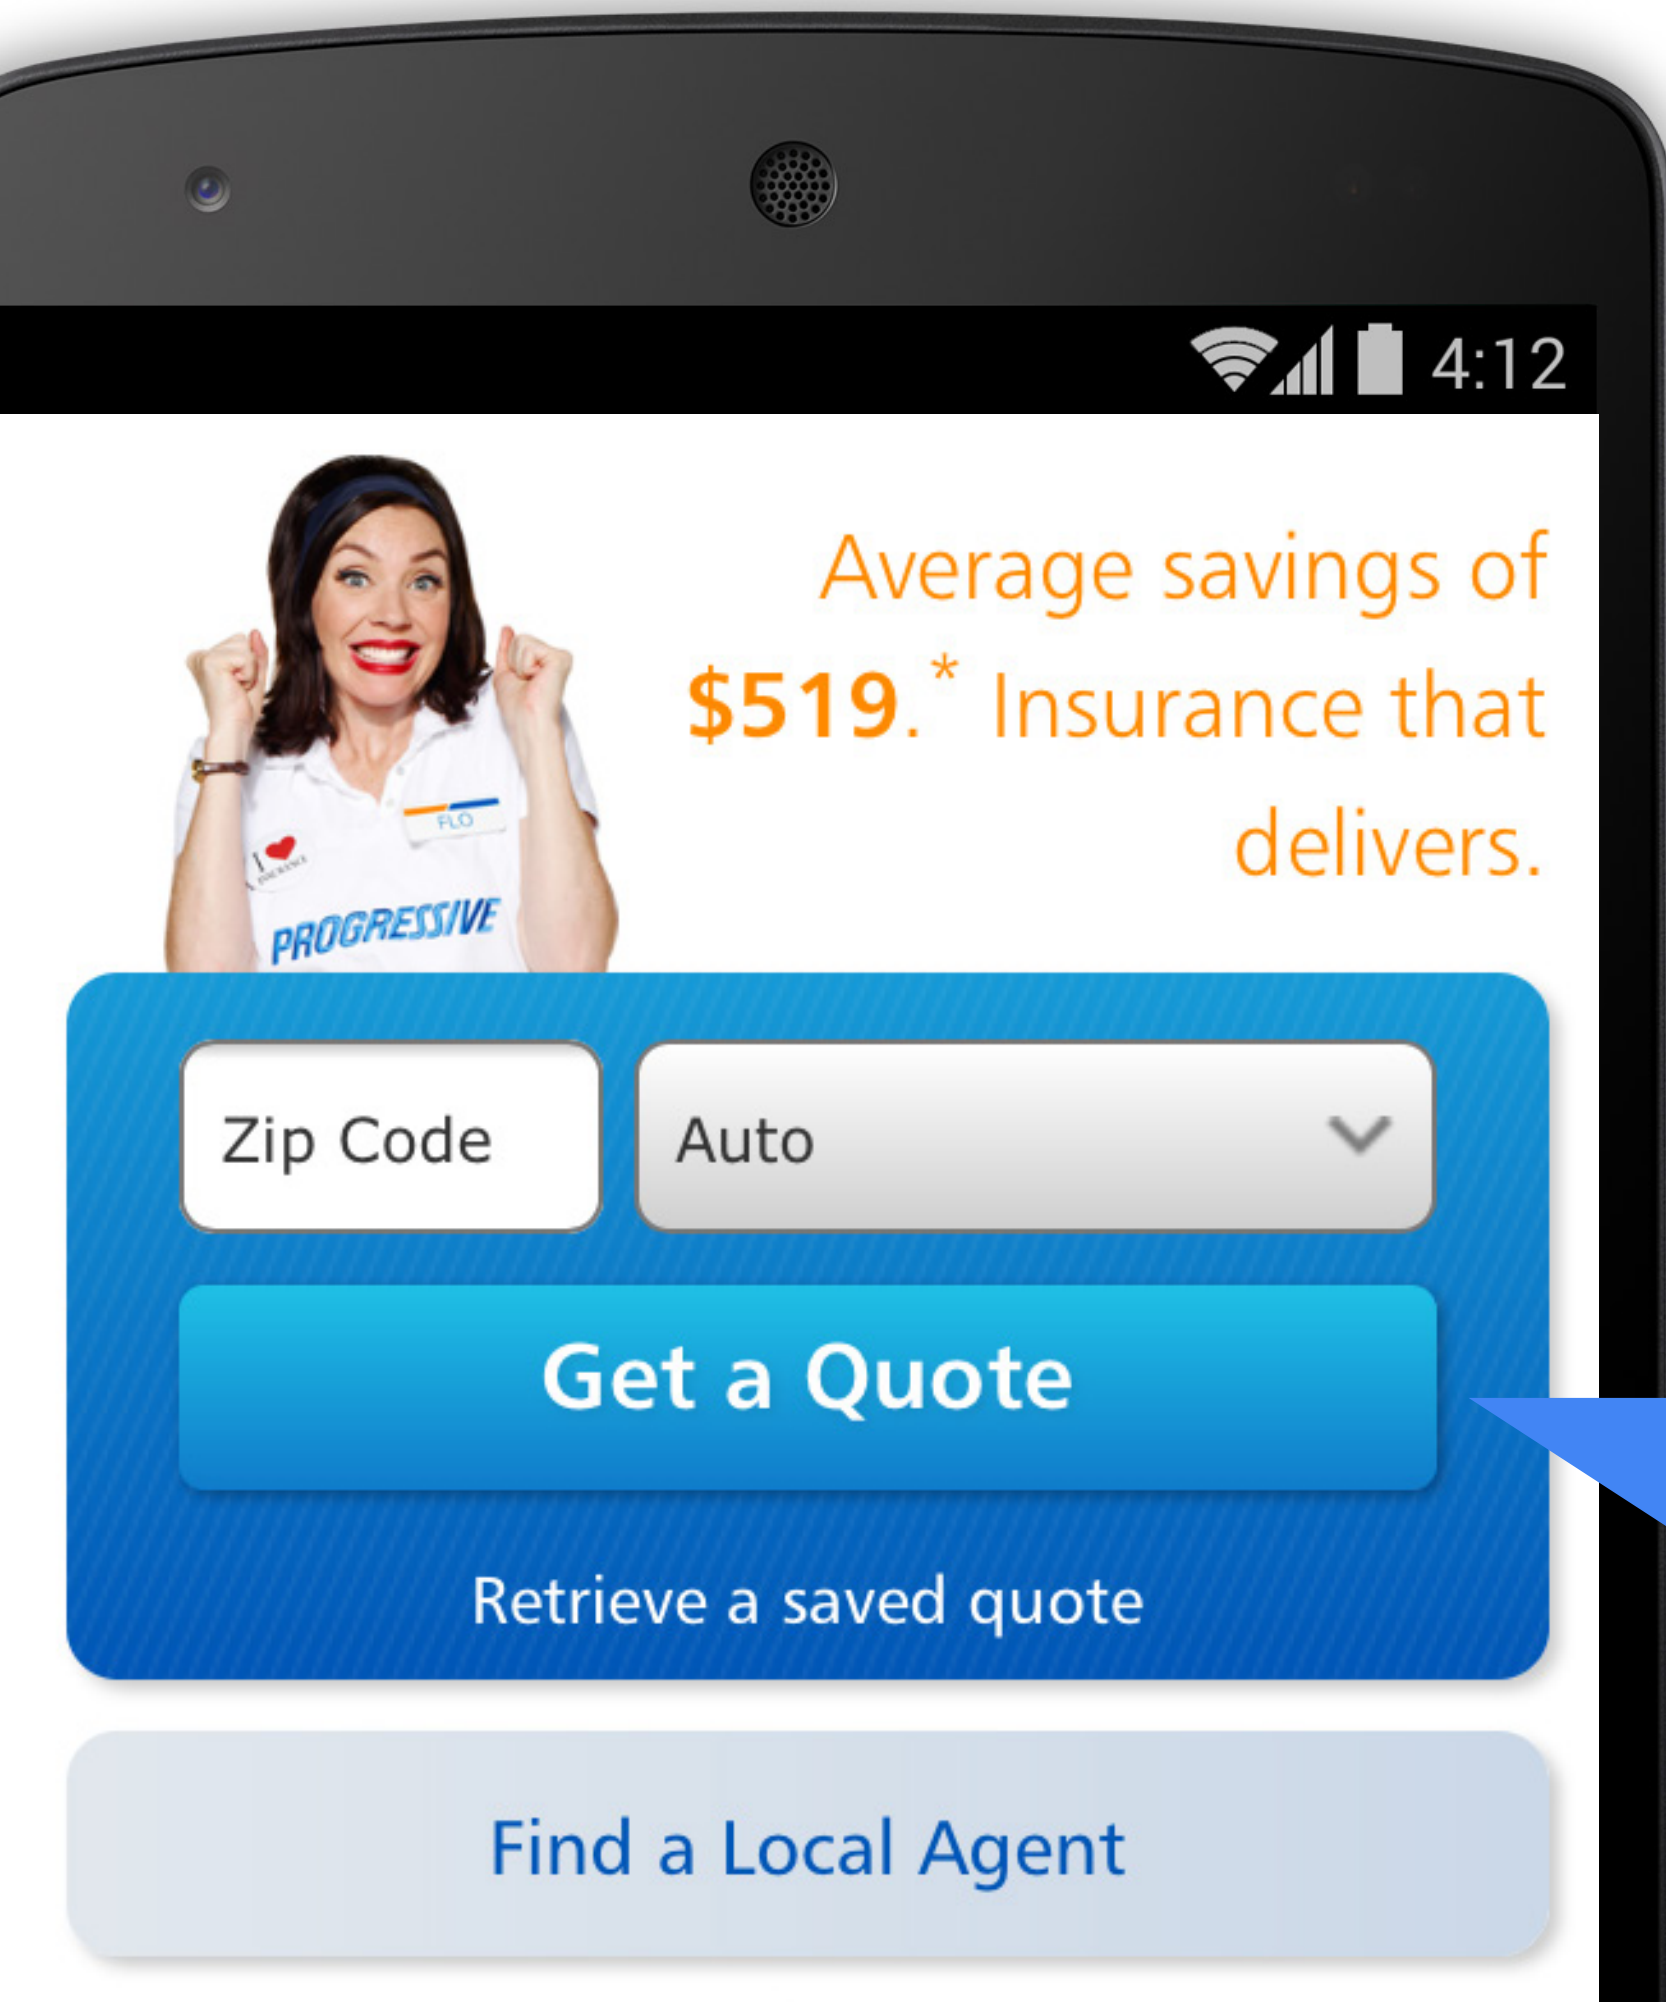 4:12
Average savings of
$519.* Insurance that
delivers.
FLO
I ❤
INSURANCE
PROGRESSIVE
Zip Code
Auto
Get a Quote
Retrieve a saved quote
Find a Local Agent